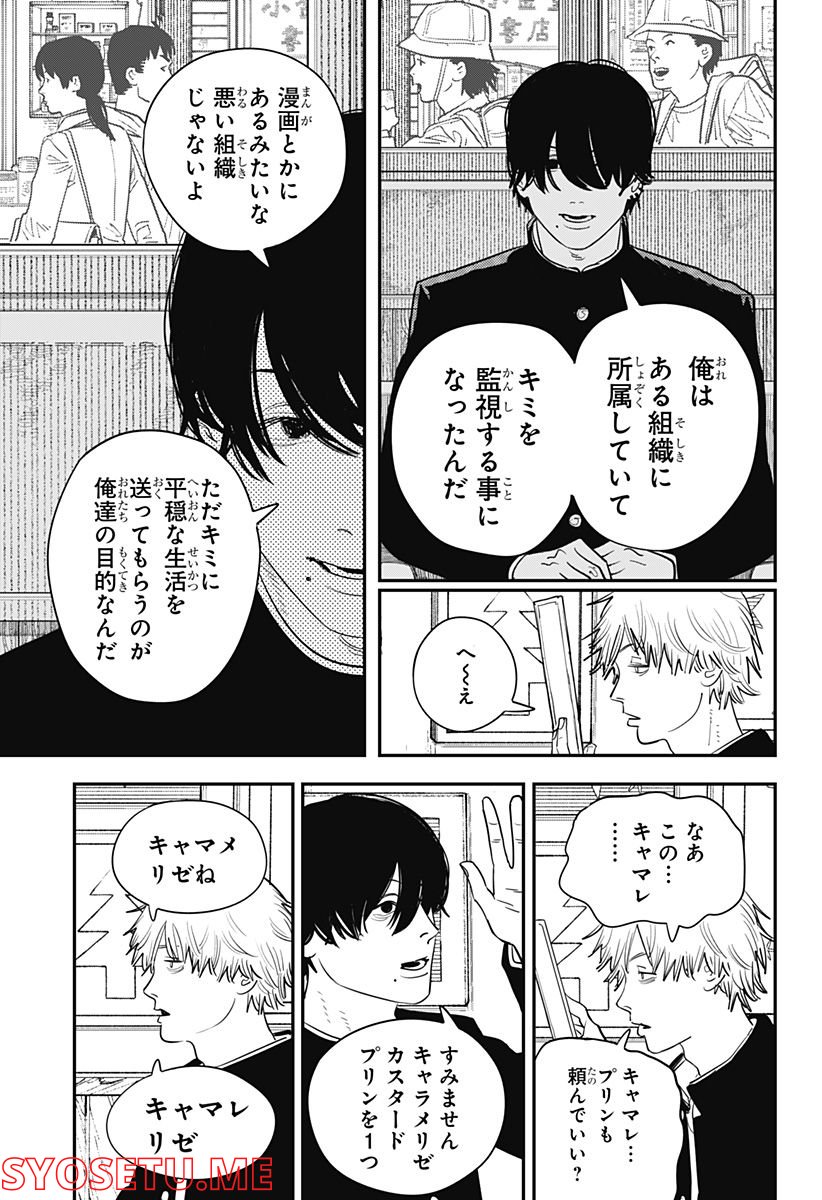 俺は
ある組織に
所属していて
キミを
監視する事に
なったんだ
漫画とかに
あるみたいな
悪い組織
じゃないよ
ただキミに
平穏な生活を
送ってもらうのが
俺達の目的なんだ
へ〜え
なあ
この…
キャマレ
……
キャマレ…
プリンも
頼んでいい？
すみません
キャラメリゼ
カスタード
プリンを1つ
キャマメ
リゼね
キャマレ
リゼ
SYOSETU.ME